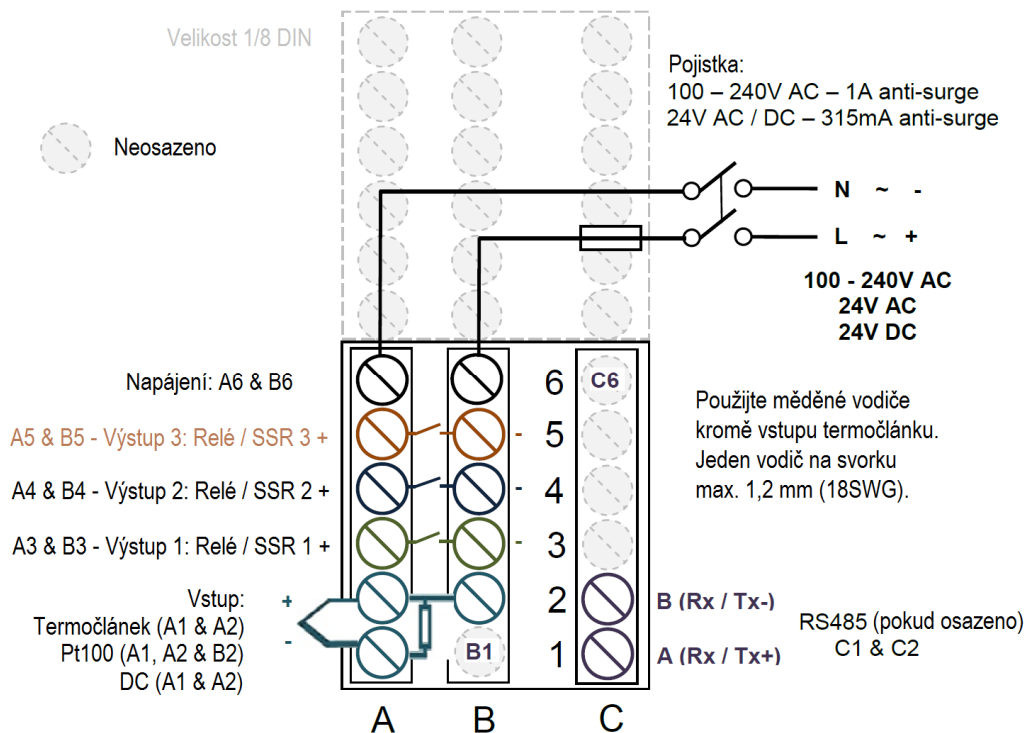 Velikost 1/8 DIN
Neosazeno
Pojistka:
100 – 240V AC – 1A anti-surge
24V AC / DC – 315mA anti-surge
N ~ -
L ~ +
100 - 240V AC
24V AC
24V DC
Napájení: A6 & B6
6
C6
A5 & B5 - Výstup 3: Relé / SSR 3 +
-
5
A4 & B4 - Výstup 2: Relé / SSR 2 +
-
4
A3 & B3 - Výstup 1: Relé / SSR 1 +
-
3
Použijte měděné vodiče
kromě vstupu termočlánku.
Jeden vodič na svorku
max. 1,2 mm (18SWG).
Vstup:
Termočlánek (A1 & A2)
Pt100 (A1, A2 & B2)
DC (A1 & A2)
+
-
2
B1
1
B (Rx / Tx-)
A (Rx / Tx+)
RS485 (pokud osazeno)
C1 & C2
A B C